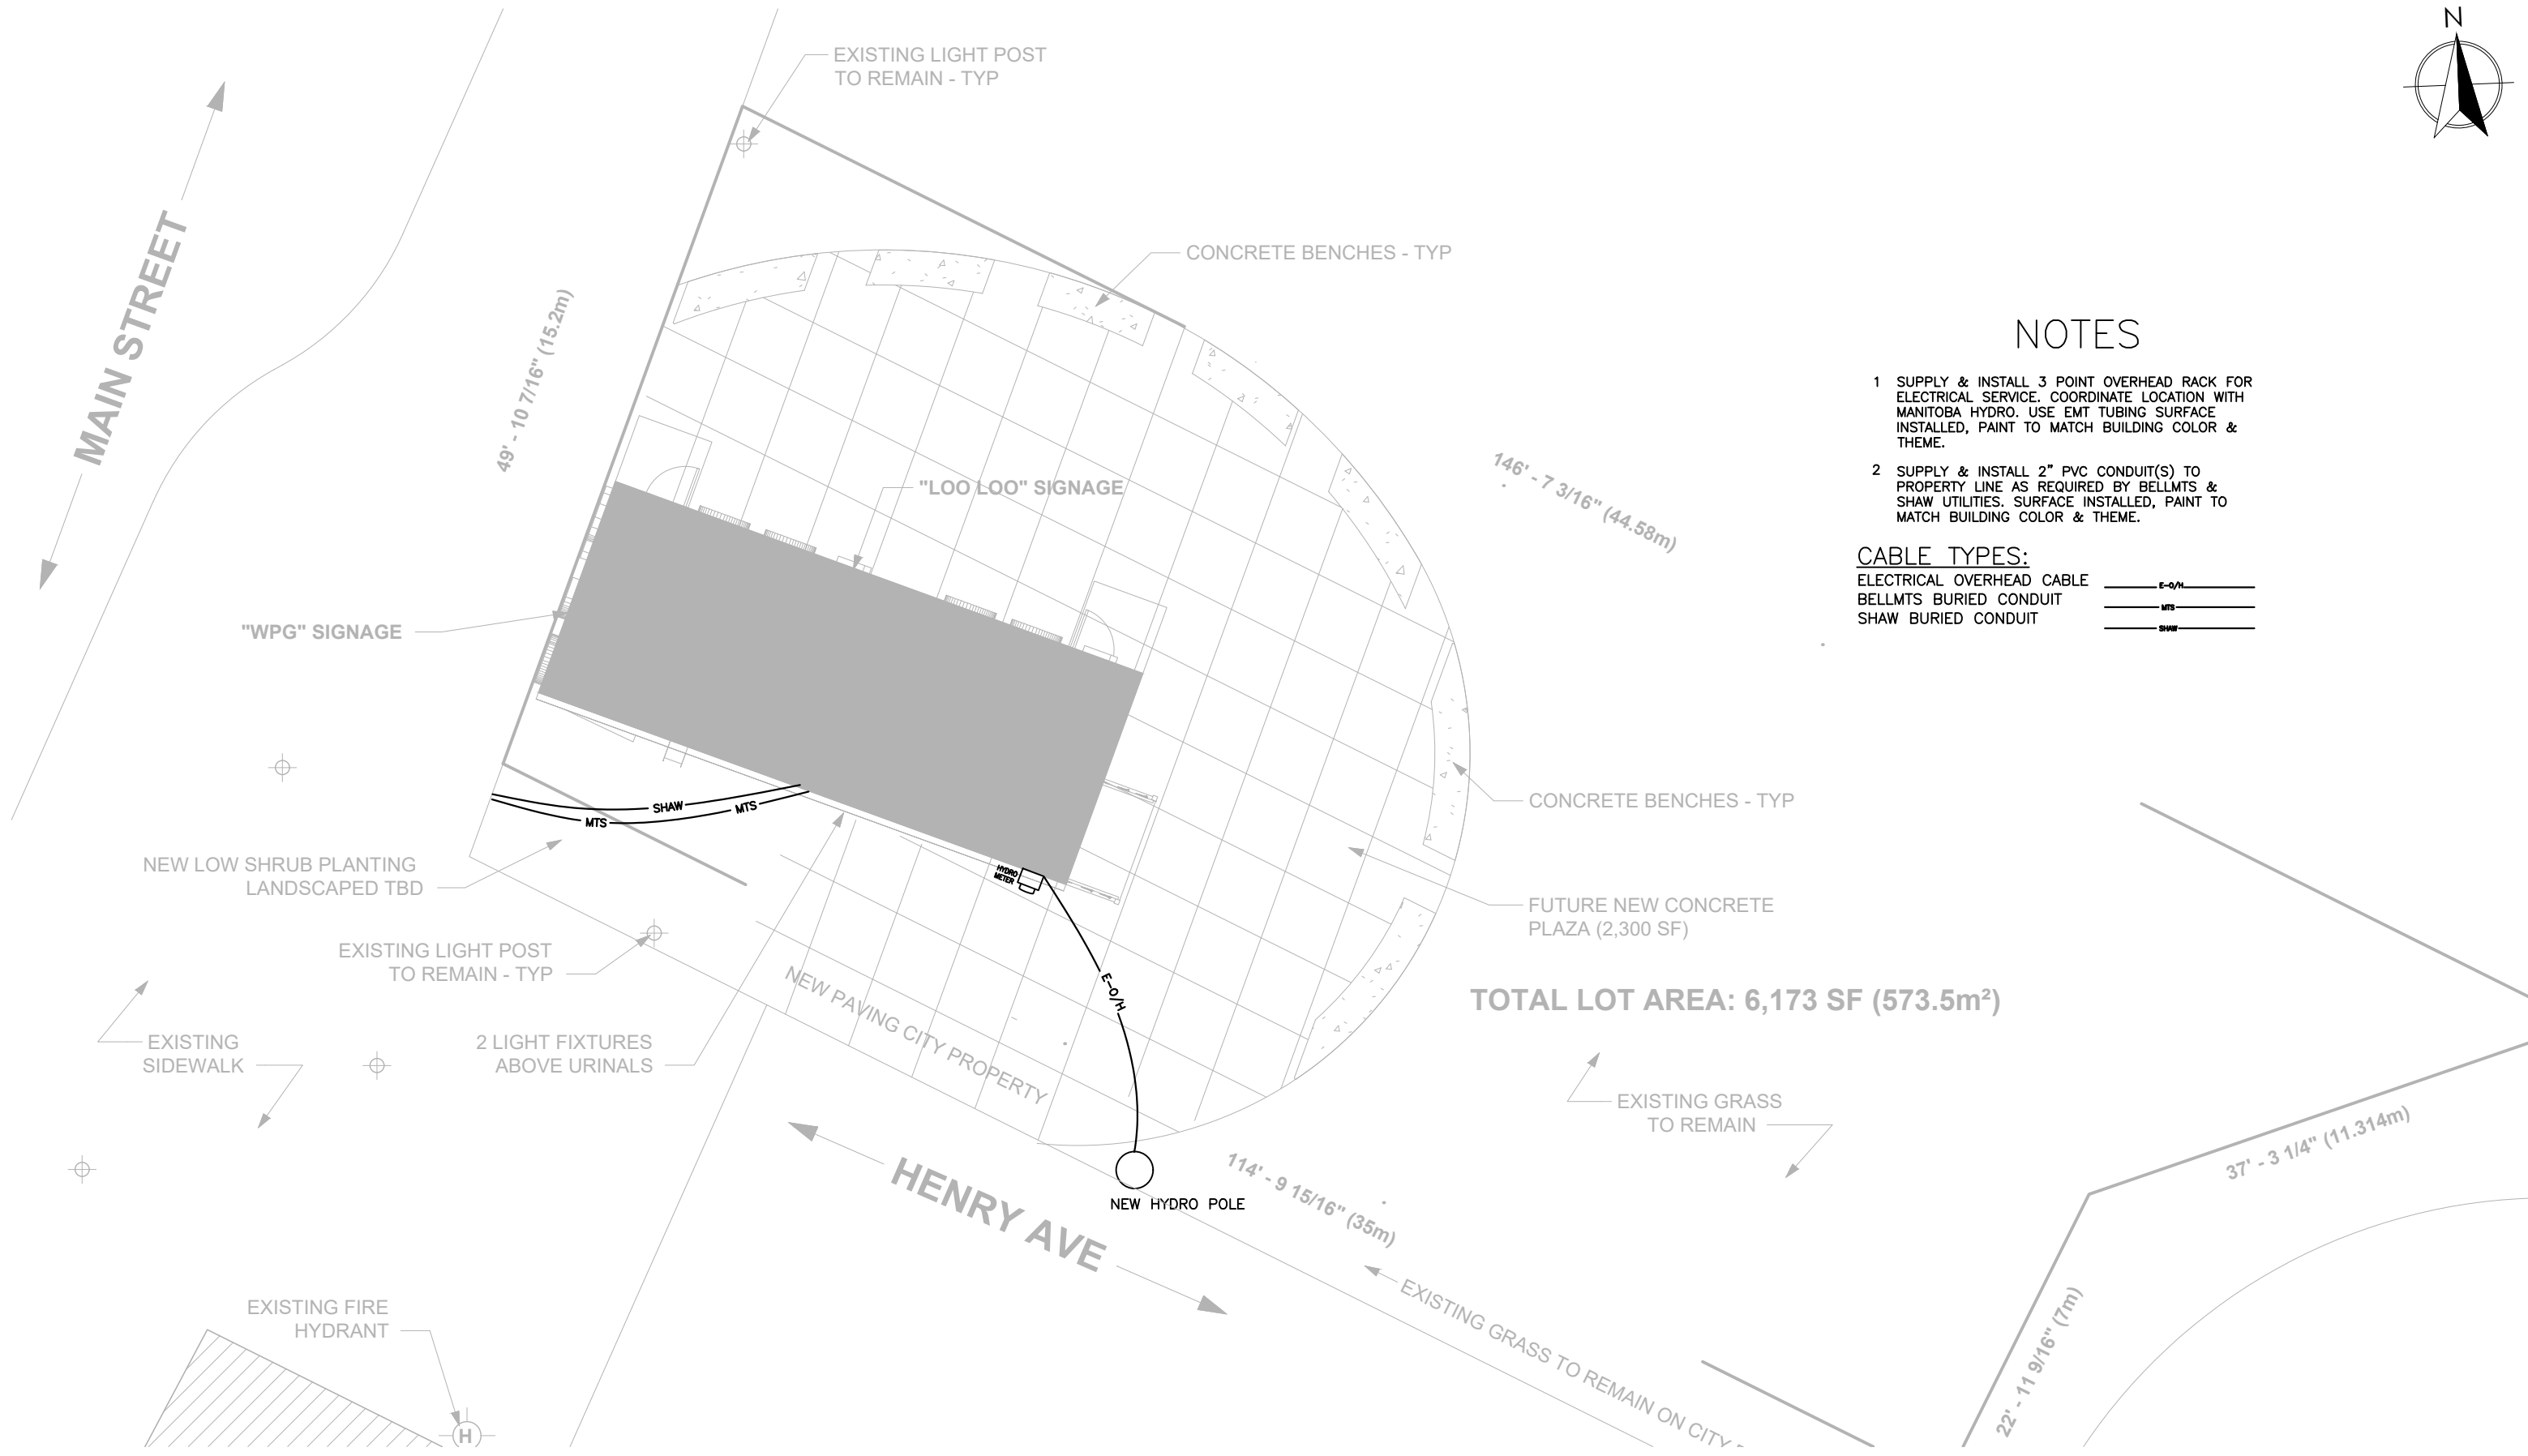 N
EXISTING LIGHT POST
TO REMAIN - TYP
MAIN STREET
CONCRETE BENCHES - TYP
49' - 10 7/16" (15.2m)
NOTES
1 SUPPLY & INSTALL 3 POINT OVERHEAD RACK FOR
ELECTRICAL SERVICE. COORDINATE LOCATION WITH
MANITOBA HYDRO. USE EMT TUBING SURFACE
INSTALLED, PAINT TO MATCH BUILDING COLOR &
THEME.
2 SUPPLY & INSTALL 2" PVC CONDUIT(S) TO
PROPERTY LINE AS REQUIRED BY BELLMTS &
SHAW UTILITIES. SURFACE INSTALLED, PAINT TO
MATCH BUILDING COLOR & THEME.
CABLE TYPES:
ELECTRICAL OVERHEAD CABLE E-O/H
BELLMTS BURIED CONDUIT MTS
SHAW BURIED CONDUIT SHAW
"LOO LOO" SIGNAGE
146' - 7 3/16" (44.58m)
"WPG" SIGNAGE
SHAW
MTS
MTS
CONCRETE BENCHES - TYP
NEW LOW SHRUB PLANTING
LANDSCAPED TBD
HYDRO
METER
FUTURE NEW CONCRETE
PLAZA (2,300 SF)
EXISTING LIGHT POST
TO REMAIN - TYP
E-O/H
TOTAL LOT AREA: 6,173 SF (573.5m²)
NEW PAVING CITY PROPERTY
EXISTING
SIDEWALK
2 LIGHT FIXTURES
ABOVE URINALS
EXISTING GRASS
TO REMAIN
37' - 3 1/4" (11.314m)
HENRY AVE
NEW HYDRO POLE
114' - 9 15/16" (35m)
EXISTING FIRE
HYDRANT
H
EXISTING GRASS TO REMAIN ON CITY
22' - 11 9/16" (7m)